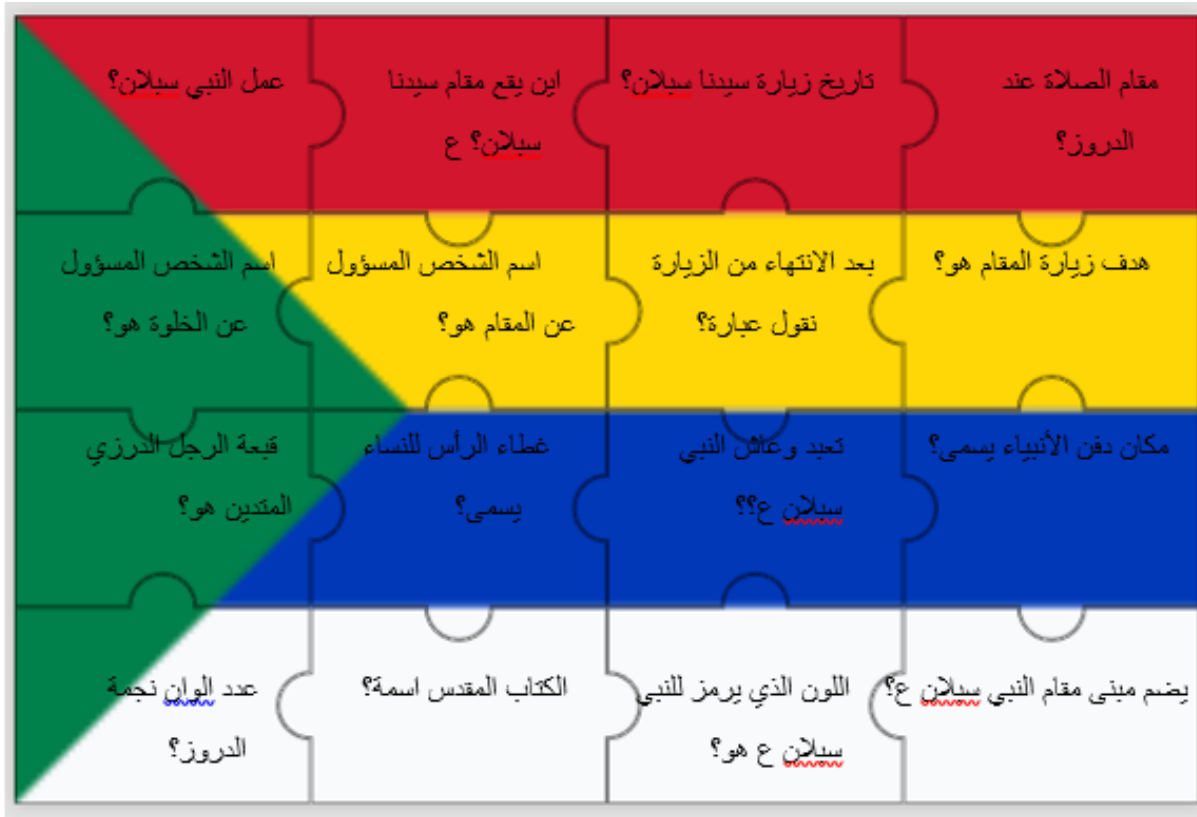 مقام الصلاة عند
الدروز؟
تاريخ زيارة سيدنا سبلان؟
اين يقع مقام سيدنا
سبلان؟ ع
عمل النبي سبلان؟
هدف زيارة المقام هو؟
بعد الانتهاء من الزيارة
نقول عبارة؟
اسم الشخص المسؤول
عن المقام هو؟
اسم الشخص المسؤول
عن الخلوة هو؟
مكان دفن الأنبياء يسمى؟
تعبد وعاش النبي
سبلان ع؟؟
غطاء الرأس للنساء
يسمى؟
قبعة الرجل الدرزي
المتدين هو؟
يضم مبنى مقام النبي سبلان ع؟
اللون الذي يرمز للنبي
سبلان ع هو؟
الكتاب المقدس اسمة؟
عدد الوان نجمة
الدروز؟